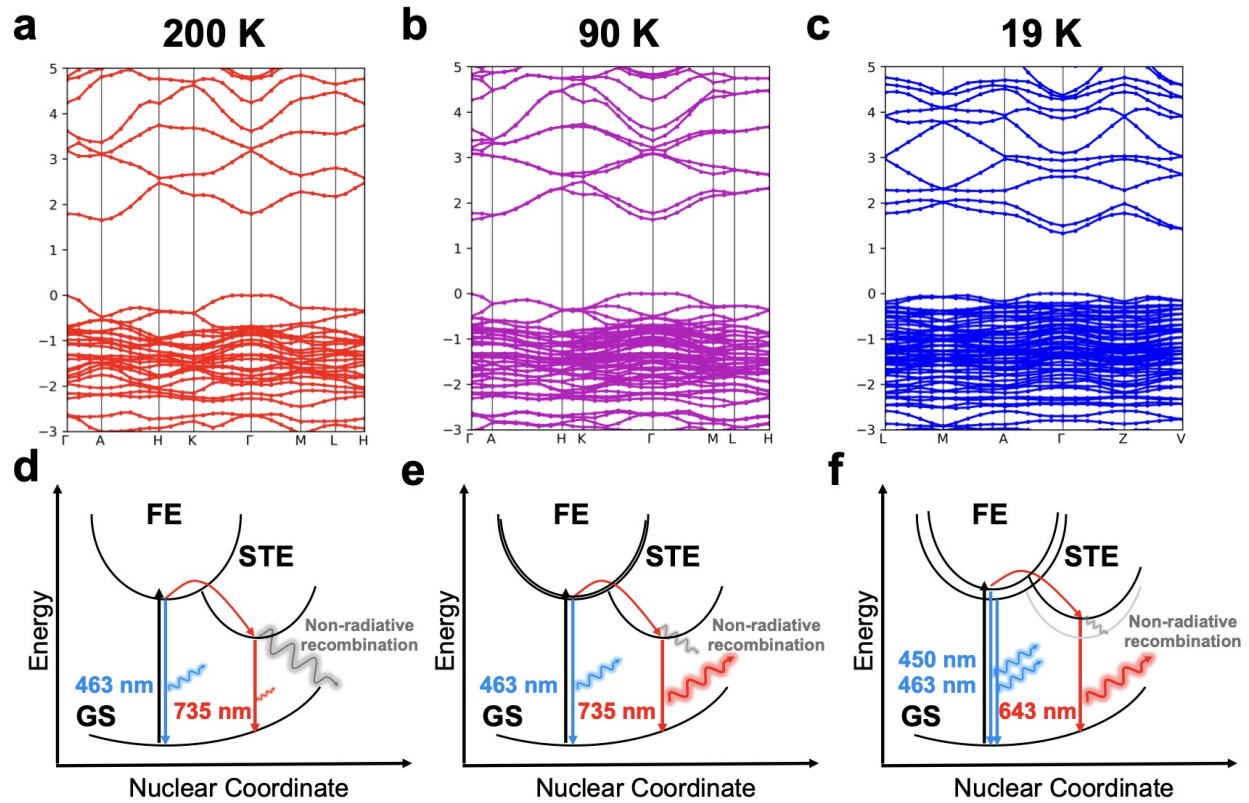 a
200 K
b
90 K
c
19 K
5
4
3
2
1
0
−1
−2
−3
Γ A H K Γ M L H
5
4
3
2
1
0
−1
−2
−3
Γ A H K Γ M L H
5
4
3
2
1
0
−1
−2
−3
L M A Γ Z V
d
FE
STE
Non-radiative
recombination
463 nm
735 nm
GS
Energy
Nuclear Coordinate
e
FE
STE
Non-radiative
recombination
463 nm
735 nm
GS
Energy
Nuclear Coordinate
f
FE
STE
Non-radiative
recombination
450 nm
463 nm
643 nm
GS
Energy
Nuclear Coordinate